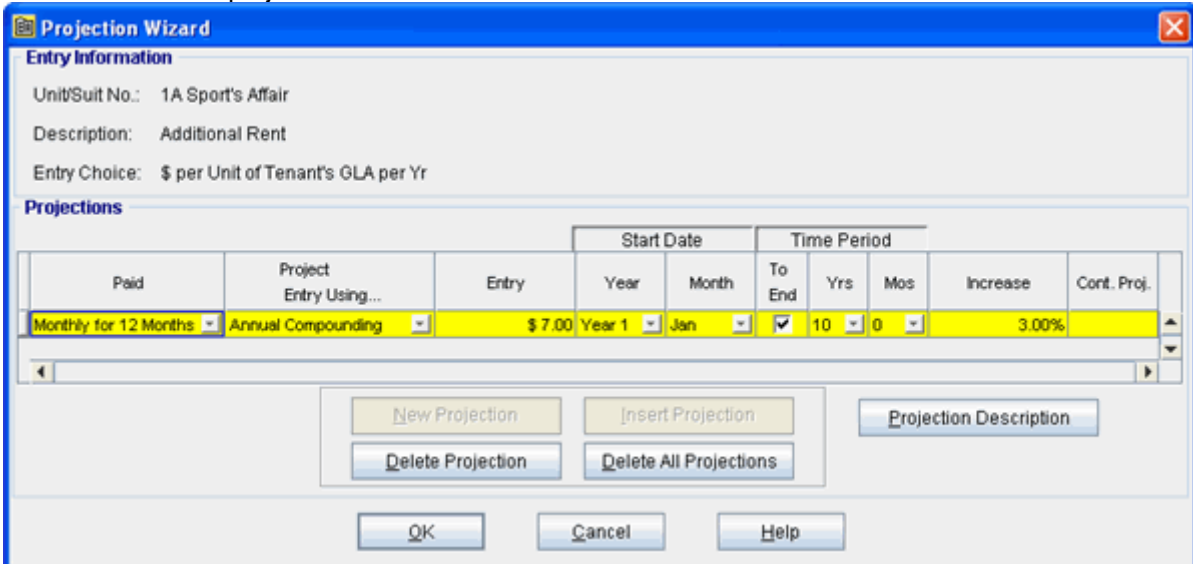 Projection Wizard
Entry Information
Unit/Suit No.: 1A Sport's Affair
Description: Additional Rent
Entry Choice: $ per Unit of Tenant's GLA per Yr
Projections
Start Date Time Period
Paid Project Entry Using... Entry Year Month To End Yrs Mos Increase Cont. Proj.
Monthly for 12 Months Annual Compounding $ 7.00 Year 1 Jan 10 0 3.00%
New Projection Insert Projection Projection Description
Delete Projection Delete All Projections
OK Cancel Help